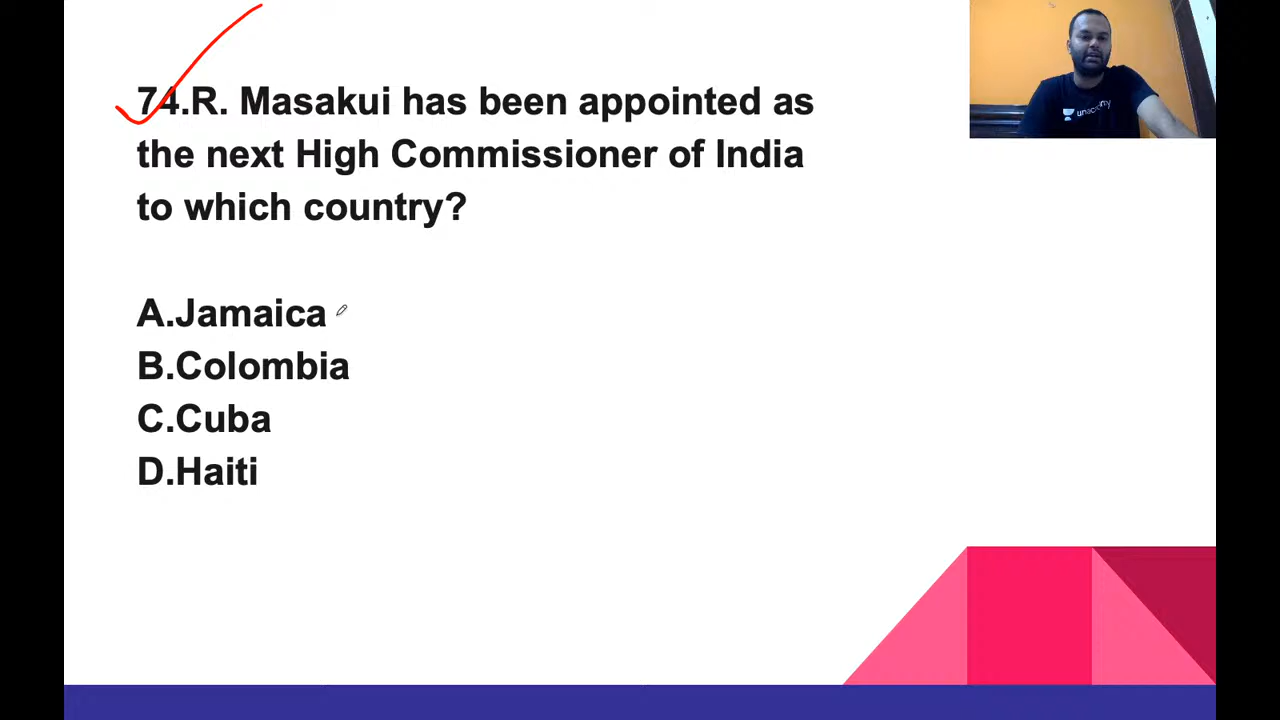 74.R. Masakui has been appointed as
the next High Commissioner of India
to which country?
A.Jamaica
B.Colombia
C.Cuba
D.Haiti
unacademy